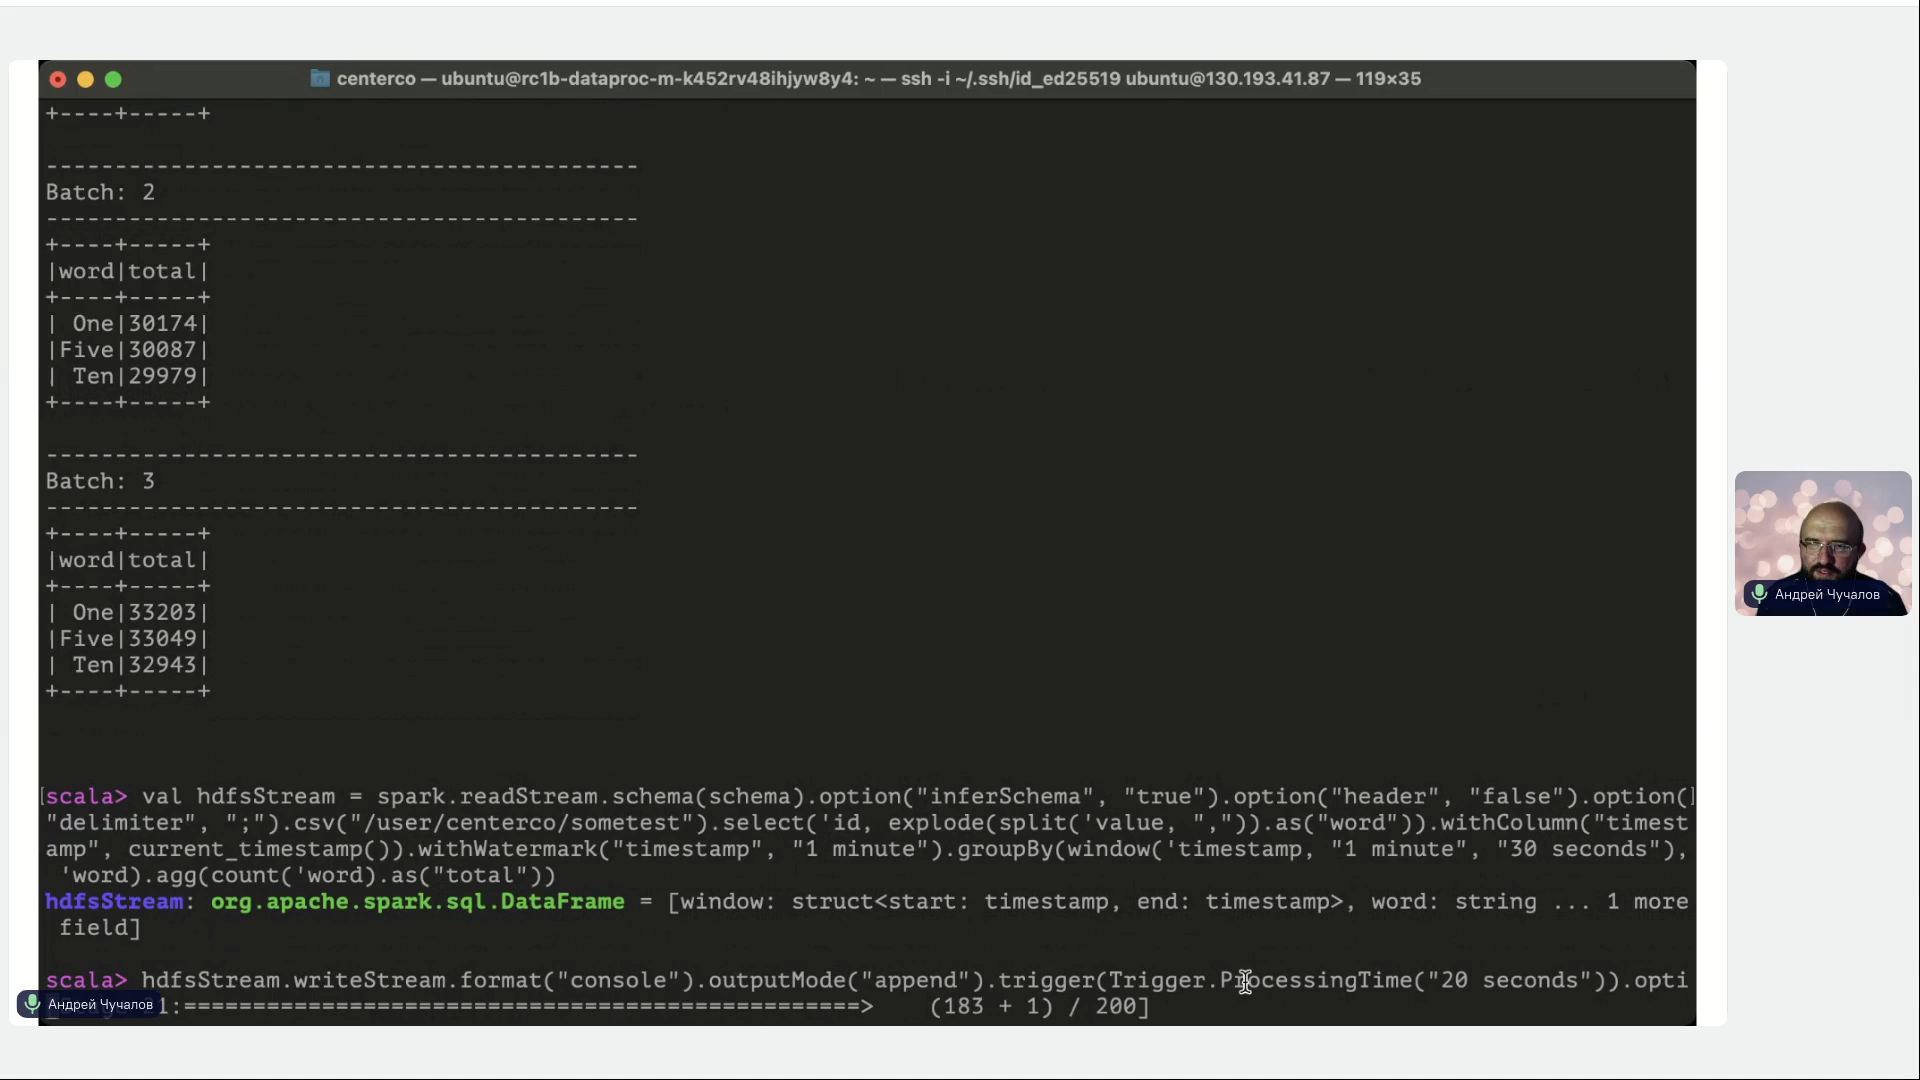 centerco — ubuntu@rc1b-dataproc-m-k452rv48ihjyw8y4: ~ — ssh -i ~/.ssh/id_ed25519 ubuntu@130.193.41.87 — 119×35
+----+-----+
-------------------------------------------
Batch: 2
-------------------------------------------
+----+-----+
|word|total|
+----+-----+
| One|30174|
|Five|30087|
| Ten|29979|
+----+-----+
-------------------------------------------
Batch: 3
-------------------------------------------
+----+-----+
|word|total|
+----+-----+
| One|33203|
|Five|33049|
| Ten|32943|
+----+-----+
[scala> val hdfsStream = spark.readStream.schema(schema).option("inferSchema", "true").option("header", "false").option(]
"delimiter", ";").csv("/user/centerco/sometest").select('id, explode(split('value, ",")).as("word")).withColumn("timest
amp", current_timestamp()).withWatermark("timestamp", "1 minute").groupBy(window('timestamp, "1 minute", "30 seconds"),
'word).agg(count('word).as("total"))
hdfsStream: org.apache.spark.sql.DataFrame = [window: struct<start: timestamp, end: timestamp>, word: string ... 1 more
field]
scala> hdfsStream.writeStream.format("console").outputMode("append").trigger(Trigger.ProcessingTime("20 seconds")).opti
1:=================================================> (183 + 1) / 200]
Андрей Чучалов
Андрей Чучалов